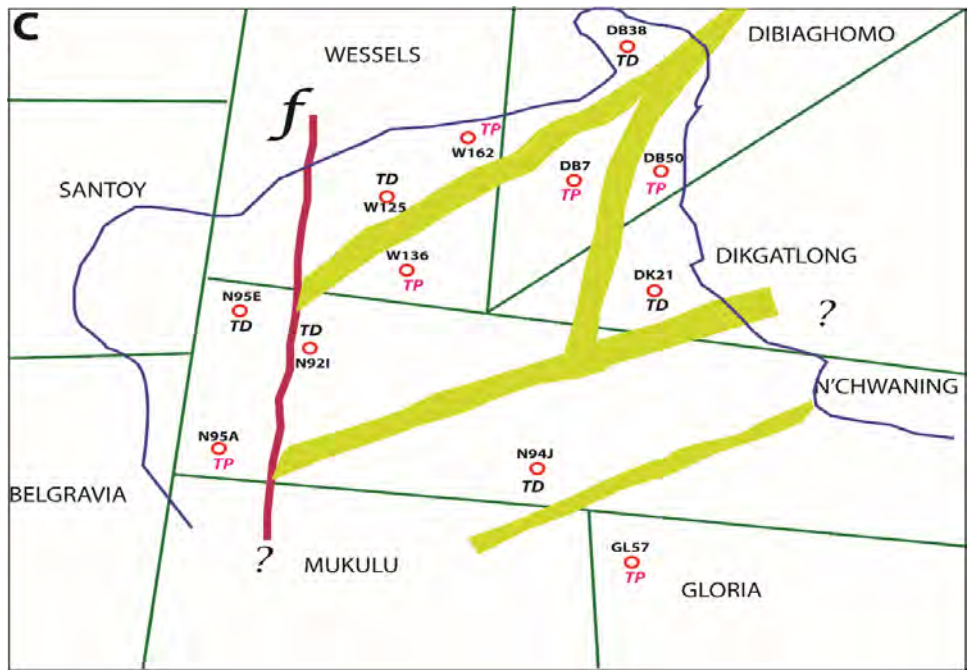 C
DB38
TD
DIBIAGHOMO
WESSELS
f
TP
W162
DB7
TP
DB50
TP
SANTOY
TD
W125
W136
TP
DIKGATLONG
DK21
TD
N95E
TD
TD
N92I
?
N'CHWANING
N95A
TP
N94J
TD
BELGRAVIA
?
MUKULU
GL57
TP
GLORIA